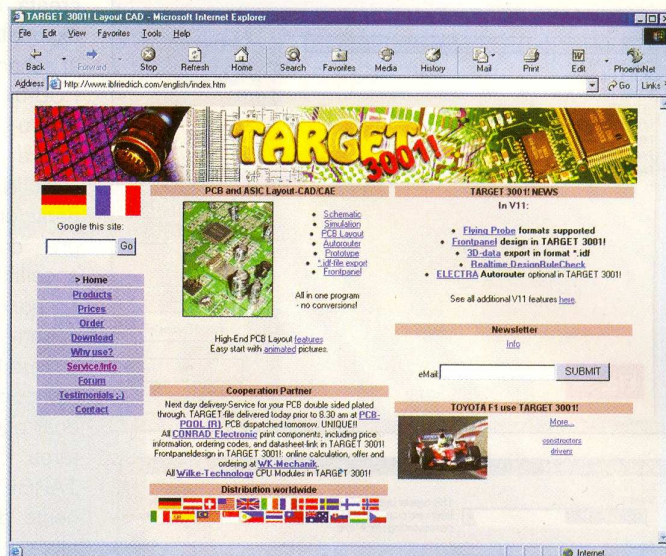 TARGET 3001! Layout CAD - Microsoft Internet Explorer
File Edit View Favorites Tools Help
Back Forward Stop Refresh Home Search Favorites Media History Mail Print Edit PhoenixNet
Address http://www.ibfriedrich.com/english/index.htm Go Links
TARGET
3001!
PCB and ASIC Layout-CAD/CAE
Schematic
Simulation
PCB Layout
Autorouter
Prototype
*.idf-file export
Frontpanel
All in one program
- no conversions!
High-End PCB Layout features
Easy start with animated pictures.
TARGET 3001! NEWS
In V11:
Flying Probe formats supported
Frontpanel design in TARGET 3001!
3D-data export in format *.idf
Realtime DesignRuleCheck
ELECTRA Autorouter optional in TARGET 3001!
See all additional V11 features here.
Google this site:
Go
> Home
Products
Prices
Order
Download
Why use?
Service/Info
Forum
Testimonials ;-)
Contact
Newsletter
Info
eMail SUBMIT
Cooperation Partner
Next day delivery-Service for your PCB double sided plated
through. TARGET-file delivered today prior to 8.30 am at PCB-
POOL (R), PCB dispatched tomorrow. UNIQUE!!
All CONRAD Electronic print components, including price
information, ordering codes, and datasheet-link in TARGET 3001!
Frontpaneldesign in TARGET 3001!: online calculation, offer and
ordering at WK-Mechanik.
All Wilke-Technology CPU Modules in TARGET 3001!
Distribution worldwide
TOYOTA F1 use TARGET 3001!
More...
constructors
drivers
Internet